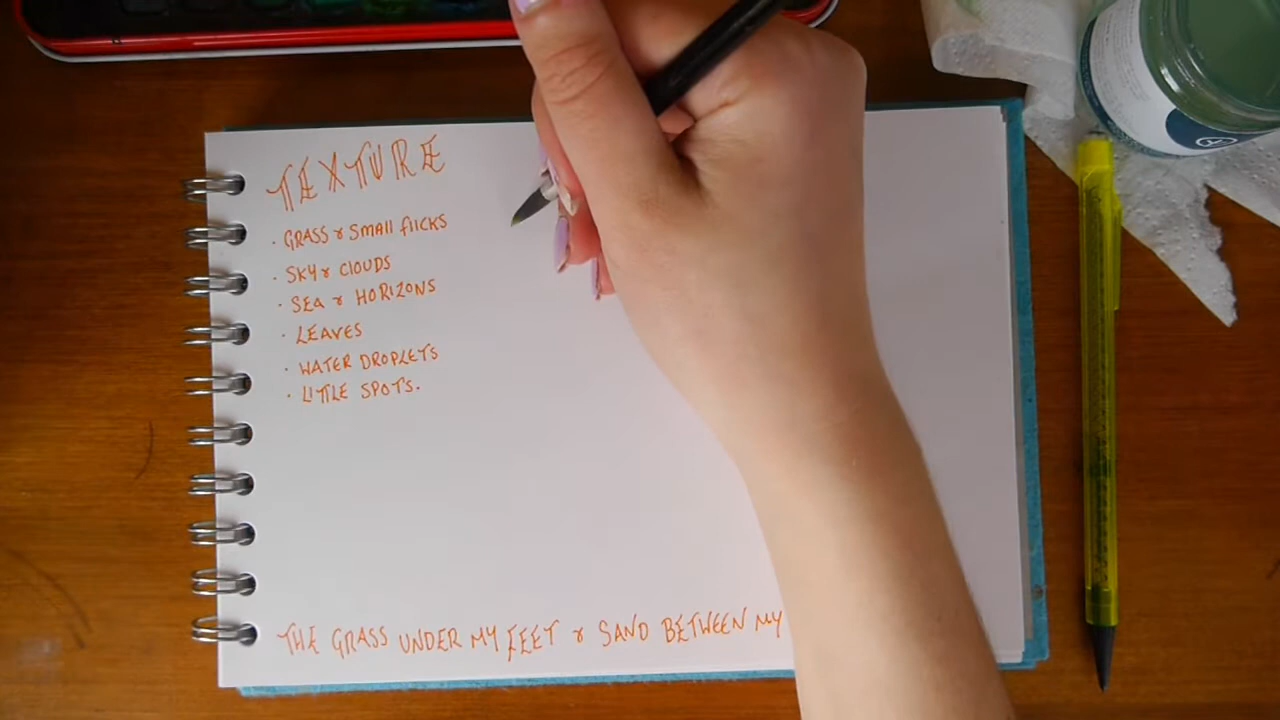 TEXTURE
· GRASS & SMALL FLICKS
· SKY & CLOUDS
· SEA & HORIZONS
· LEAVES
· WATER DROPLETS
· LITTLE SPOTS.
THE GRASS UNDER MY FEET & SAND BETWEEN MY